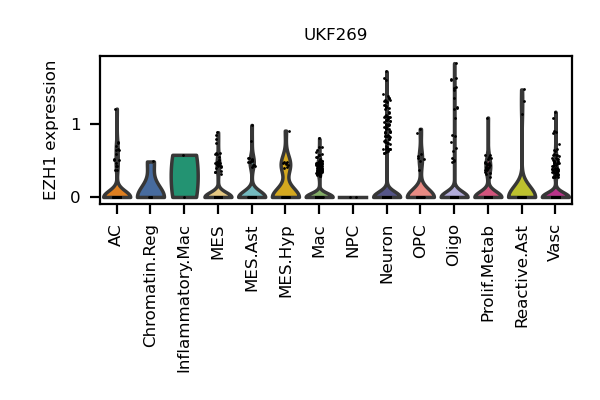 UKF269
EZH1 expression
1
0
AC
Chromatin.Reg
Inflammatory.Mac
MES
MES.Ast
MES.Hyp
Mac
NPC
Neuron
OPC
Oligo
Prolif.Metab
Reactive.Ast
Vasc